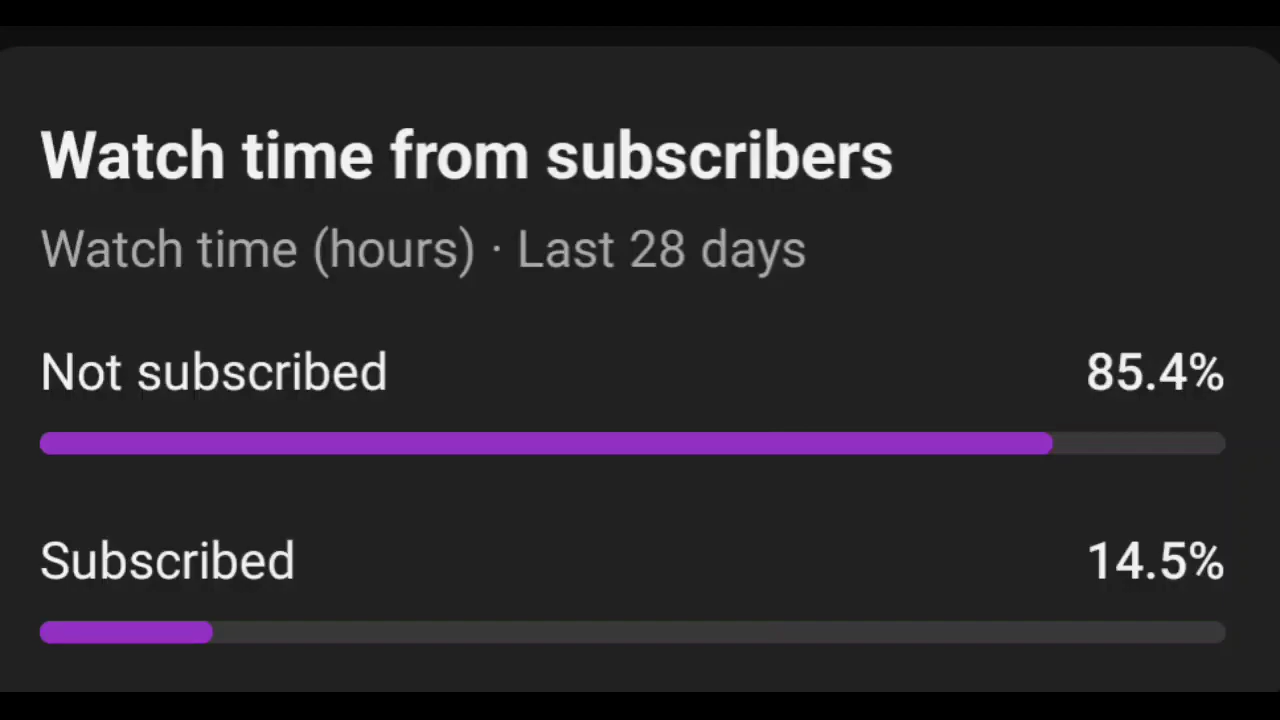 Watch time from subscribers
Watch time (hours) · Last 28 days
Not subscribed 85.4%
Subscribed 14.5%